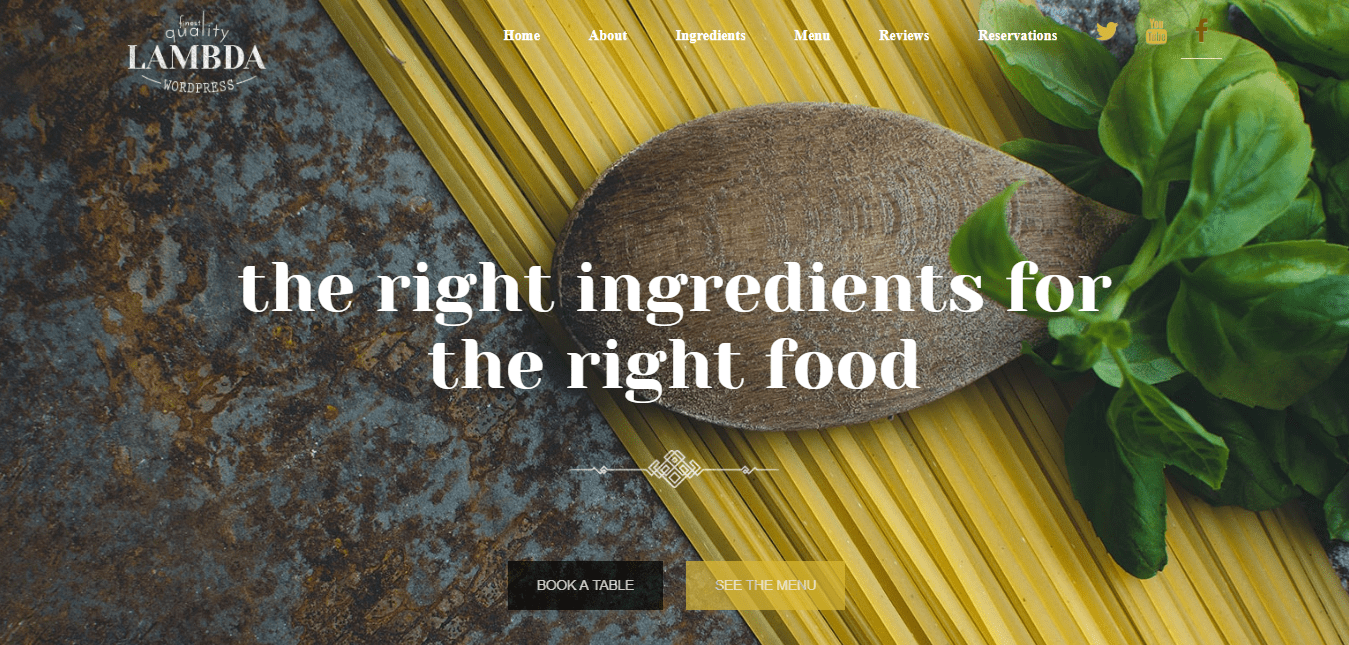 finest
quality
LAMBDA
WORDPRESS
Home About Ingredients Menu Reviews Reservations
You
Tube
the right ingredients for
the right food
BOOK A TABLE SEE THE MENU